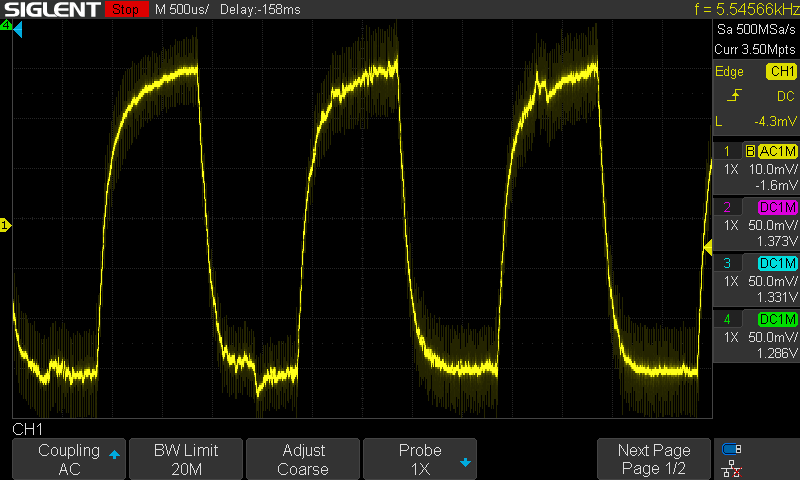 SIGLENT Stop M 500us/ Delay:-158ms f = 5.54566kHz
Sa 500MSa/s
Curr 3.50Mpts
Edge CH1
DC
L -4.3mV
1 B AC1M
1X 10.0mV/
-1.6mV
2 DC1M
1X 50.0mV/
1.373V
3 DC1M
1X 50.0mV/
1.331V
4 DC1M
1X 50.0mV/
1.286V
4
1
CH1
Coupling
AC
BW Limit
20M
Adjust
Coarse
Probe
1X
Next Page
Page 1/2